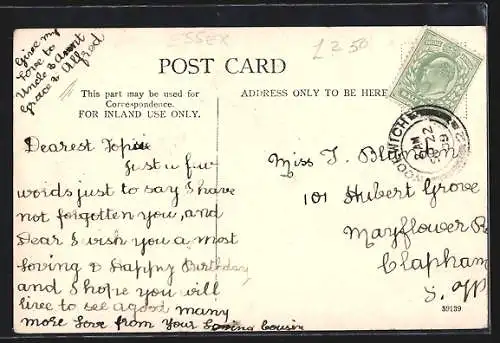 Give my
Love to
Uncle & Aunt
Grace & Alfred
ESSEX
£2.50
POST CARD
This part may be used for
Correspondence.
FOR INLAND USE ONLY.
ADDRESS ONLY TO BE HERE
WOOLWICH
Dearest
Just a few
words just to say I have
not forgotten you, and
Dear I wish you a most
Loving & Happy Birthday
and I hope you will
live to see a good many
more Love from Your Loving Cousin
Miss T.
101 Hubert Grove
Mayflower R
Clapham
S.W
39139